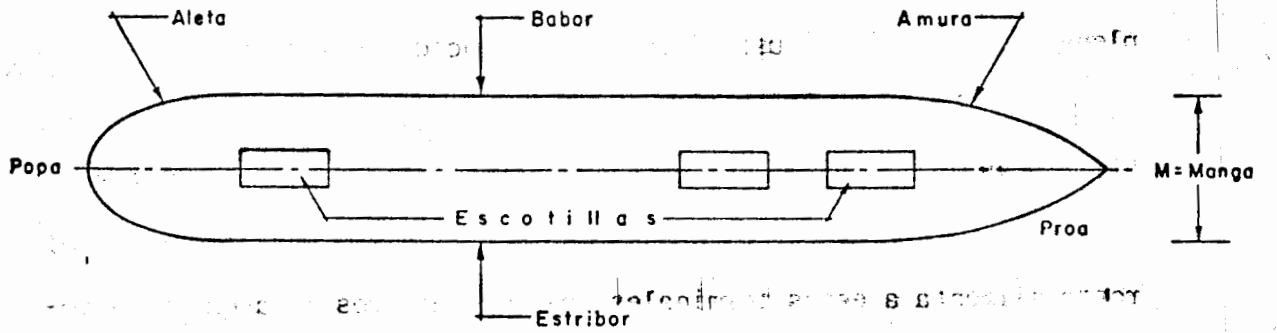 Aleta Babor Amura
Popa M = Manga
Escotillas
Proa
Estribor